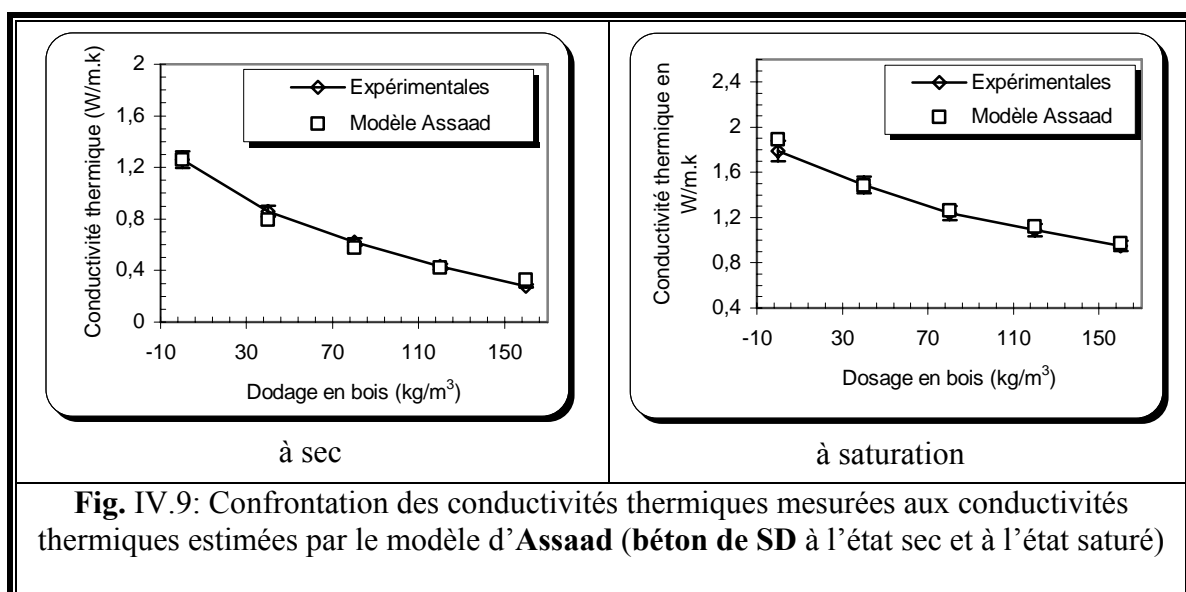 Conductivité thermique (W/m.k)
2
1,6
1,2
0,8
0,4
0
-10 30 70 110 150
Dodage en bois (kg/m³)
Expérimentales
Modèle Assaad
à sec
Conductivité thermique en
W/m.k
2,4
2
1,6
1,2
0,8
0,4
-10 30 70 110 150
Dosage en bois (kg/m³)
Expérimentales
Modèle Assaad
à saturation
Fig. IV.9: Confrontation des conductivités thermiques mesurées aux conductivités
thermiques estimées par le modèle d’Assaad (béton de SD à l’état sec et à l’état saturé)